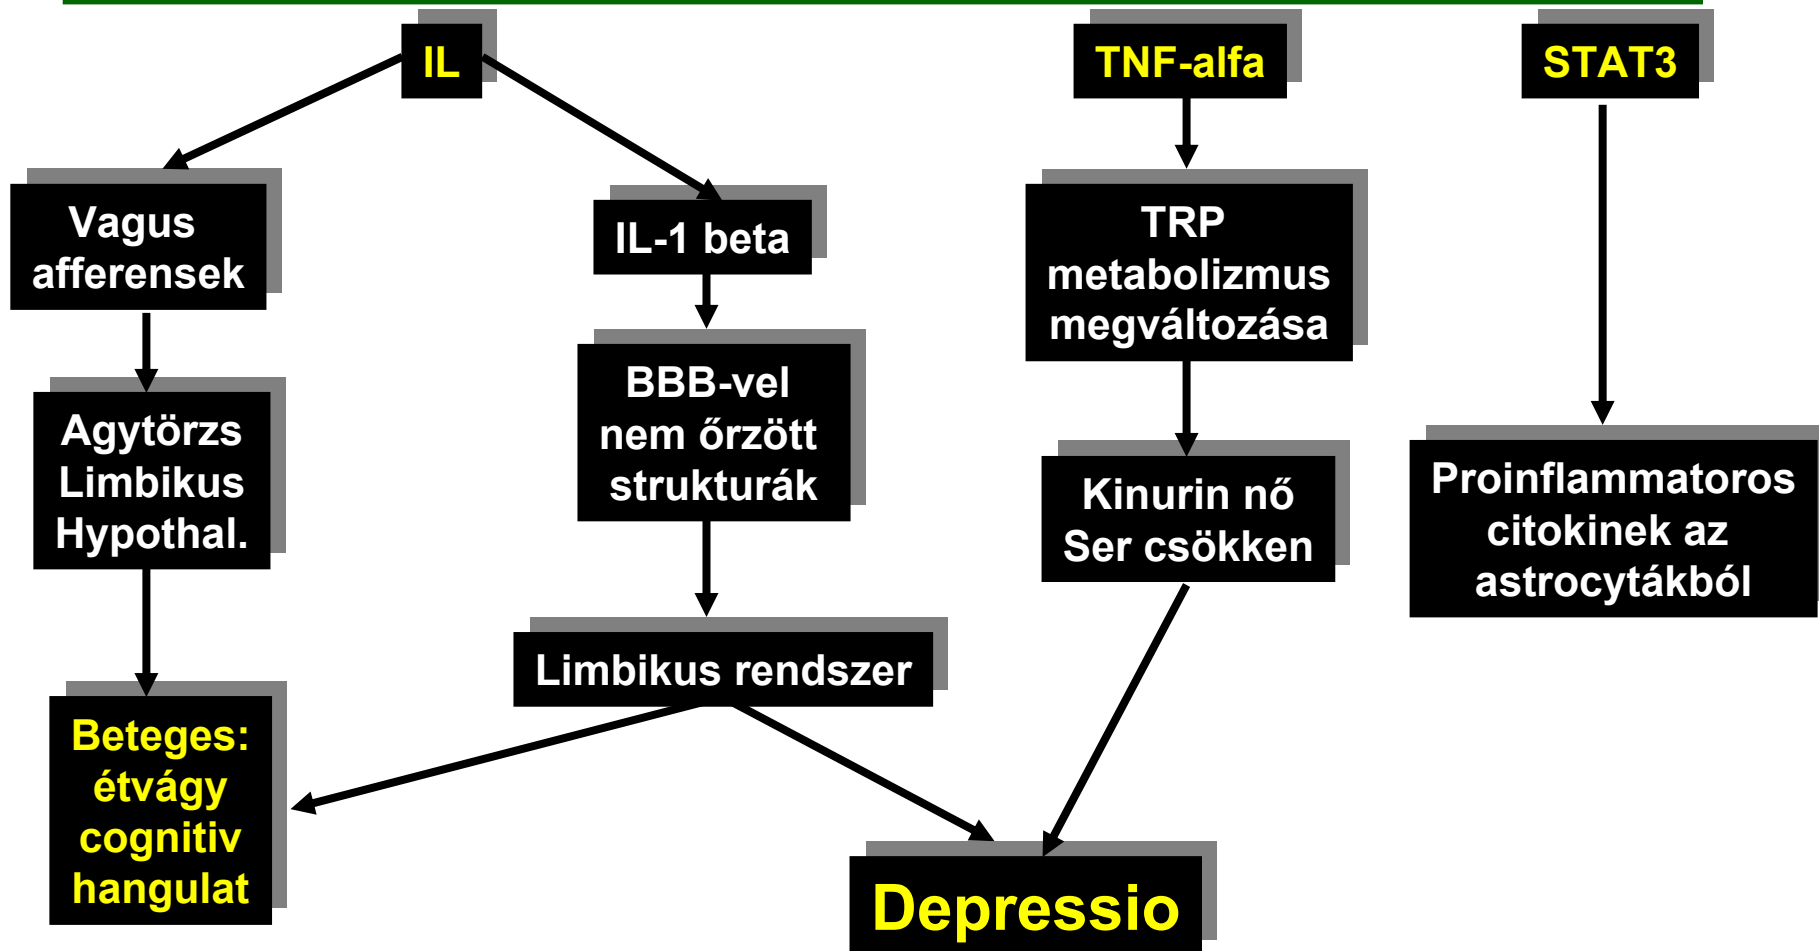 IL
TNF-alfa
STAT3
Vagus
afferensek
IL-1 beta
TRP
metabolizmus
megváltozása
Agytörzs
Limbikus
Hypothal.
BBB-vel
nem őrzött
strukturák
Kinurin nő
Ser csökken
Proinflammatoros
citokinek az
astrocytákból
Limbikus rendszer
Beteges:
étvágy
cognitiv
hangulat
Depressio